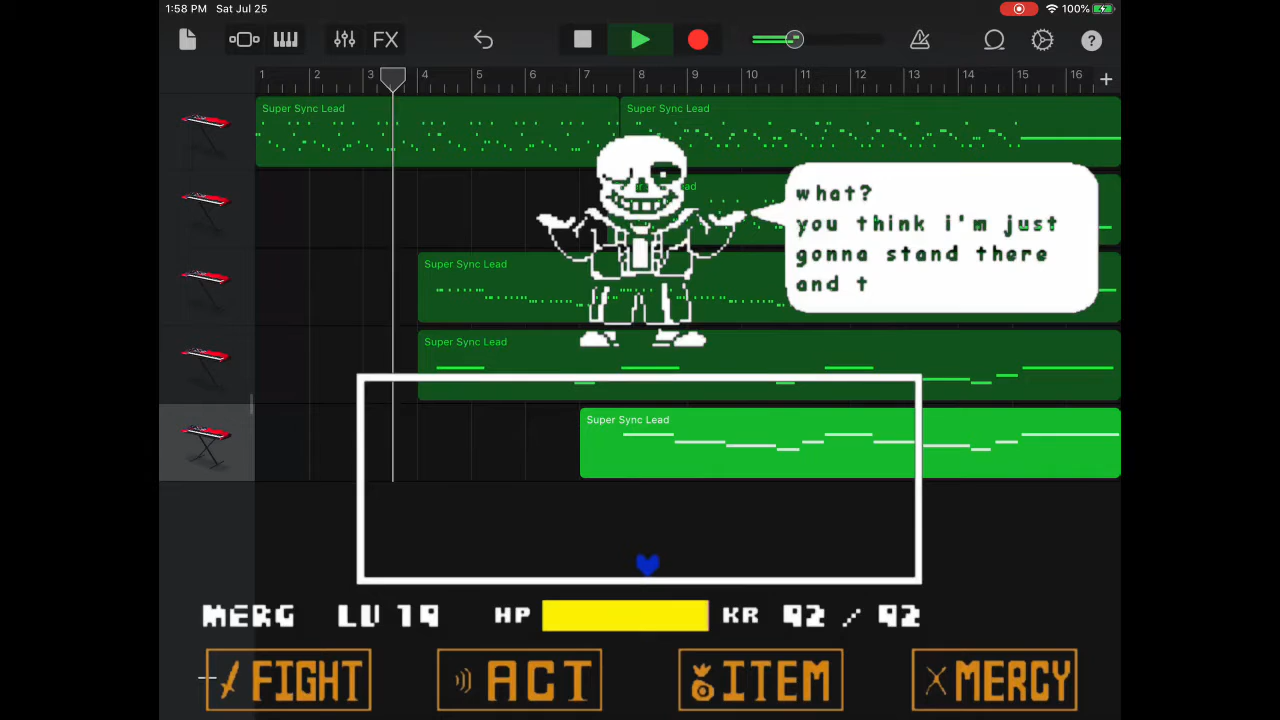 1:58 PM Sat Jul 25
100%
FX
?
1 2 3 4 5 6 7 8 9 10 11 12 13 14 15 16 +
Super Sync Lead
Super Sync Lead
Super Sync Lead
Super Sync Lead
Super Sync Lead
what?
you think i'm just
gonna stand there
and t
MERG LV 19 HP KR 92 / 92
FIGHT ACT ITEM MERCY